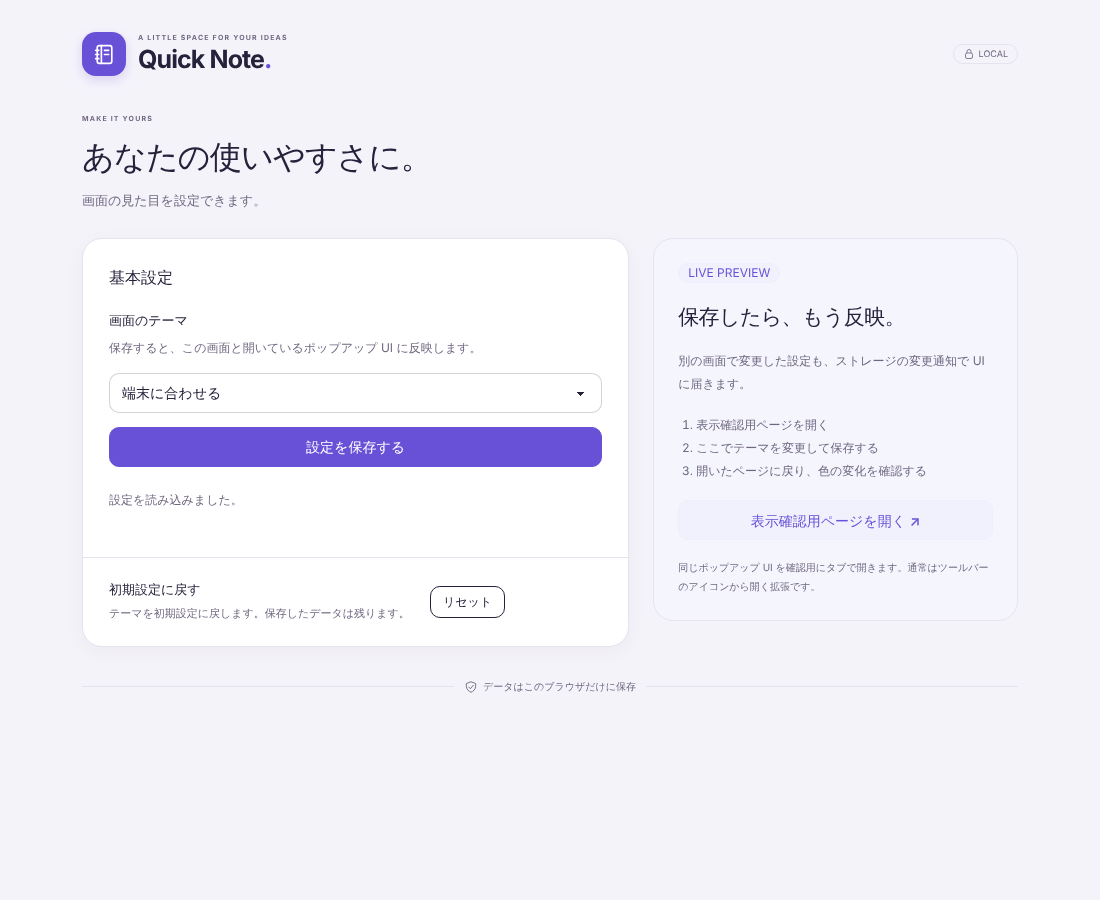 A LITTLE SPACE FOR YOUR IDEAS
Quick Note.
LOCAL
MAKE IT YOURS
あなたの使いやすさに。
画面の見た目を設定できます。
基本設定
画面のテーマ
保存すると、この画面と開いているポップアップ UI に反映します。
端末に合わせる
設定を保存する
設定を読み込みました。
初期設定に戻す
テーマを初期設定に戻します。保存したデータは残ります。
リセット
LIVE PREVIEW
保存したら、もう反映。
別の画面で変更した設定も、ストレージの変更通知で UI
に届きます。
1. 表示確認用ページを開く
2. ここでテーマを変更して保存する
3. 開いたページに戻り、色の変化を確認する
表示確認用ページを開く
同じポップアップ UI を確認用にタブで開きます。通常はツールバー
のアイコンから開く拡張です。
データはこのブラウザだけに保存